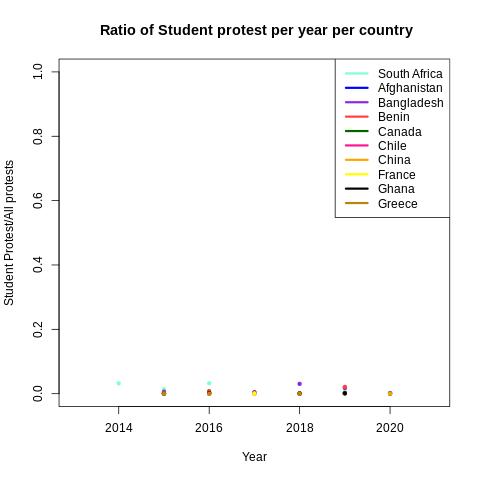 Ratio of Student protest per year per country
South Africa
Afghanistan
Bangladesh
Benin
Canada
Chile
China
France
Ghana
Greece
Student Protest/All protests
1.0
0.8
0.6
0.4
0.2
0.0
2014 2016 2018 2020
Year